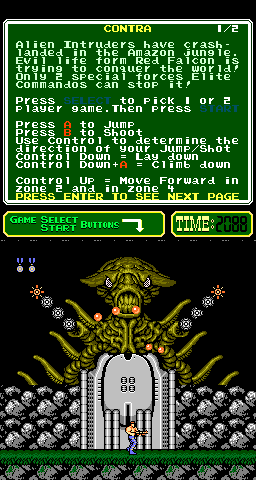 CONTRA 1/2
Alien Intruders have crash-
landed in the Amazon jungle.
Evil life form Red Falcon is
trying to conquer the world!
Only 2 special forces Elite
Commandos can stop it!
Press SELECT to pick 1 or 2
player game. Then Press START
Press A to Jump
Press B to Shoot
Use Control to determine the
direction of your Jump/Shot
Control Down = Lay down
Control Down+A = Climb down
Control Up = Move Forward in
zone 2 and in zone 4
PRESS ENTER TO SEE NEXT PAGE
GAME SELECT
START BUTTONS
TIME: 2088